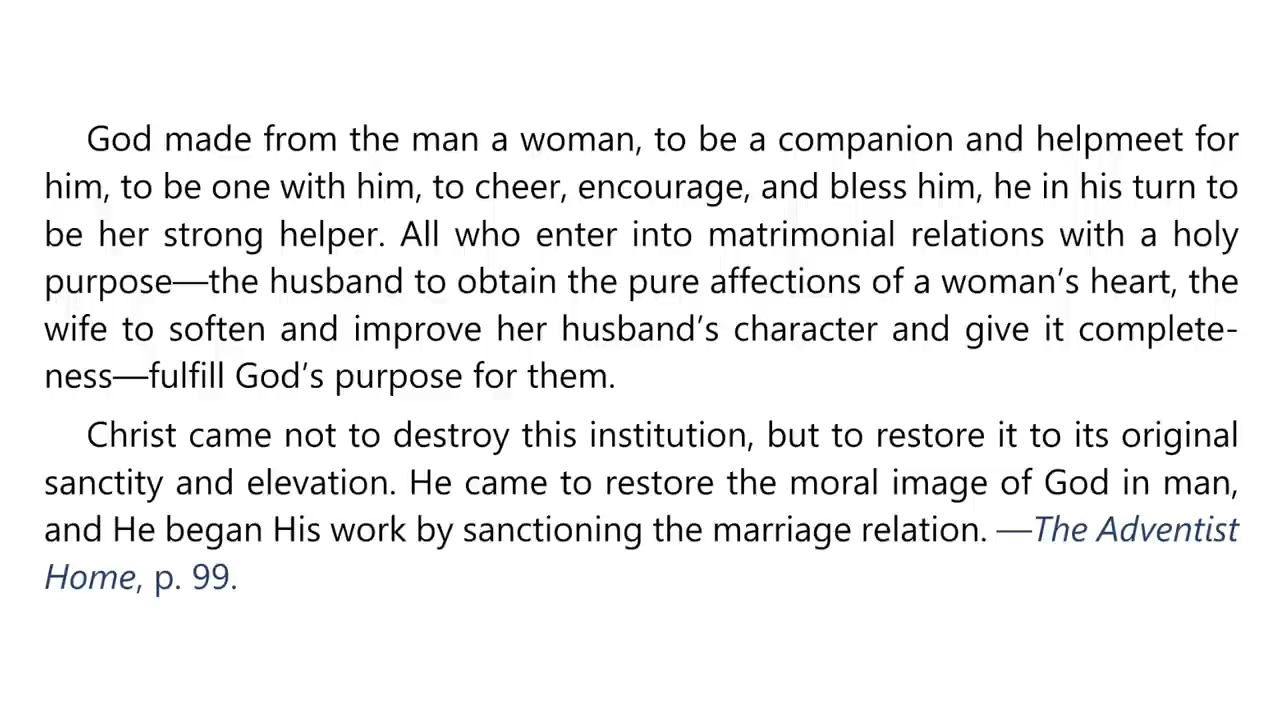 God made from the man a woman, to be a companion and helpmeet for
him, to be one with him, to cheer, encourage, and bless him, he in his turn to
be her strong helper. All who enter into matrimonial relations with a holy
purpose—the husband to obtain the pure affections of a woman’s heart, the
wife to soften and improve her husband’s character and give it complete-
ness—fulfill God’s purpose for them.
Christ came not to destroy this institution, but to restore it to its original
sanctity and elevation. He came to restore the moral image of God in man,
and He began His work by sanctioning the marriage relation. —The Adventist
Home, p. 99.